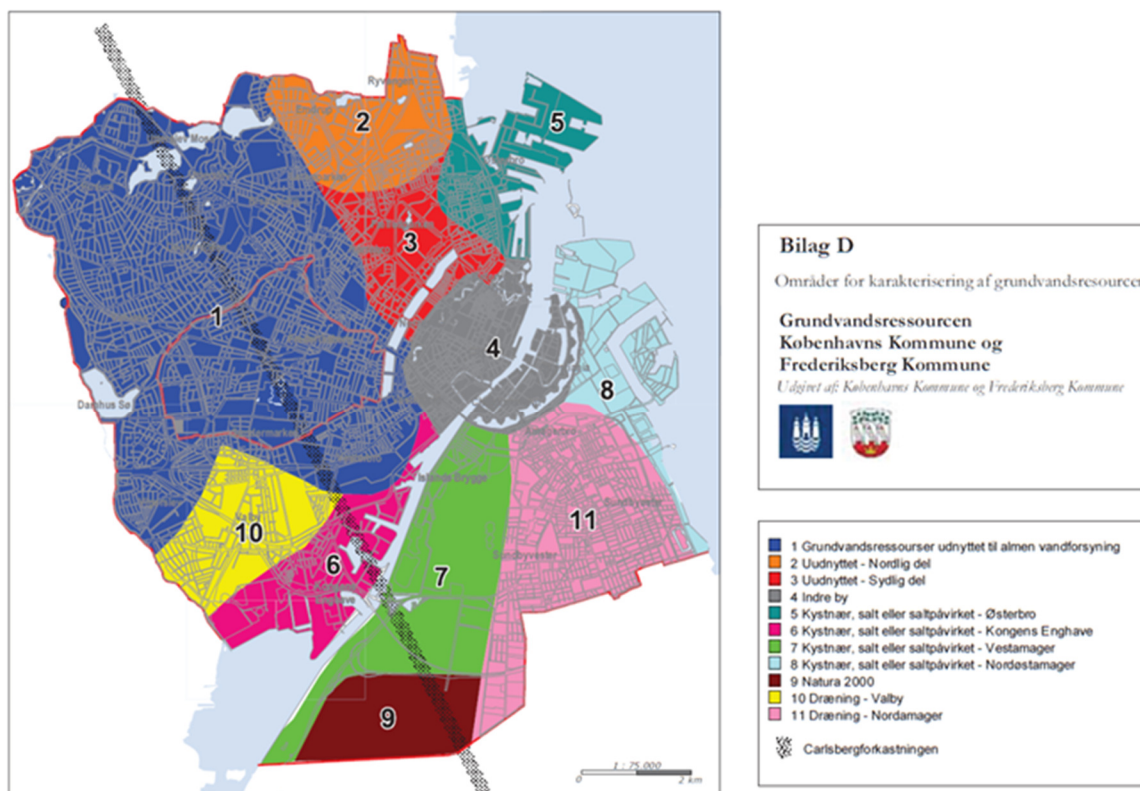 Ryvangen
Emdrup
2
5
3
1
4
8
Damhus Sø
Islands Brygge
Sundbyvester
10
11
7
6
9
1 : 75.000
0 2 km
Bilag D
Områder for karakterisering af grundvandsresourcer
Grundvandsressourcen
Københavns Kommune og
Frederiksberg Kommune
Udgivet af: Københavns Kommune og Frederiksberg Kommune
1 Grundvandsressourser udnyttet til almen vandforsyning
2 Uudnyttet - Nordlig del
3 Uudnyttet - Sydlig del
4 Indre by
5 Kystnær, salt eller saltpåvirket - Østerbro
6 Kystnær, salt eller saltpåvirket - Kongens Enghave
7 Kystnær, salt eller saltpåvirket - Vestamager
8 Kystnær, salt eller saltpåvirket - Nordøstamager
9 Natura 2000
10 Dræning - Valby
11 Dræning - Nordamager
Carlsbergforkastningen